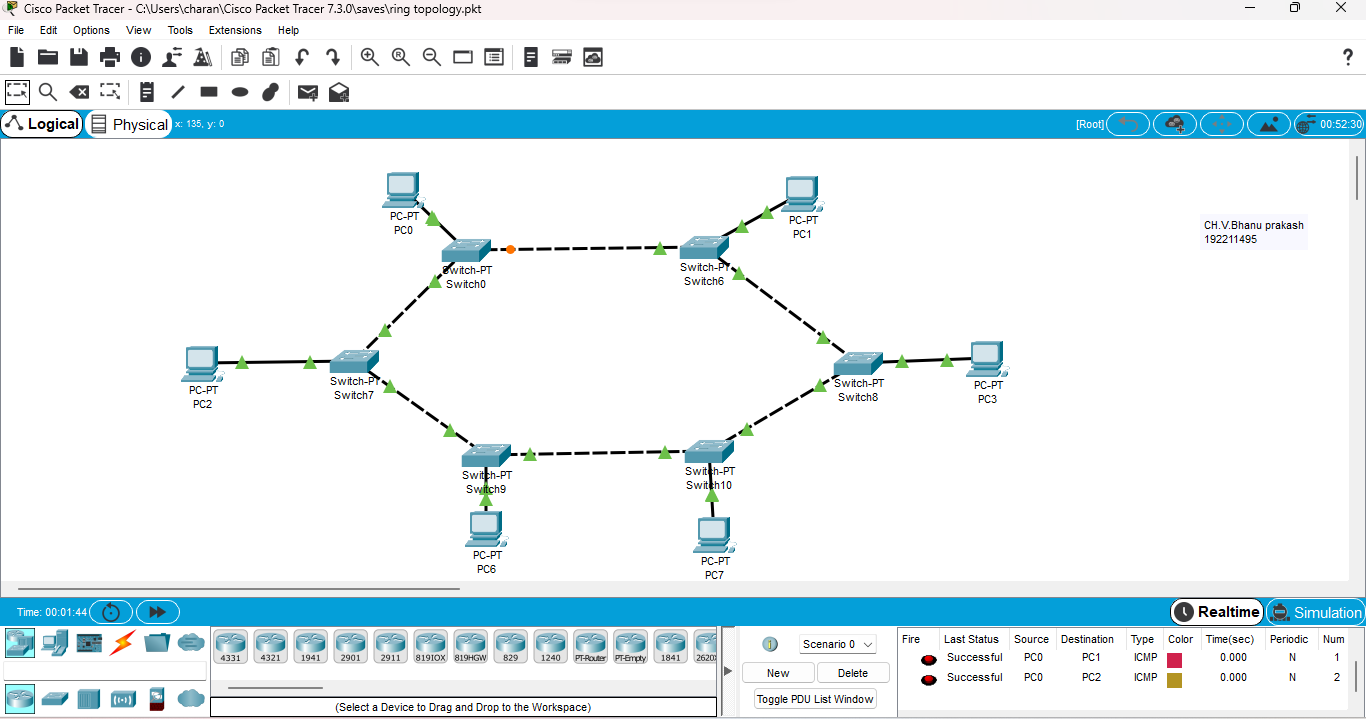 Cisco Packet Tracer - C:\Users\charan\Cisco Packet Tracer 7.3.0\saves\ring topology.pkt
File Edit Options View Tools Extensions Help
Logical Physical x: 135, y: 0 [Root] 00:52:30
PC-PT
PC0
PC-PT
PC1
CH.V.Bhanu prakash
192211495
Switch-PT
Switch0
Switch-PT
Switch6
PC-PT
PC2
Switch-PT
Switch7
Switch-PT
Switch8
PC-PT
PC3
Switch-PT
Switch9
Switch-PT
Switch10
PC-PT
PC6
PC-PT
PC7
Time: 00:01:44 Realtime Simulation
4331 4321 1941 2901 2911 819IOX 819HGW 829 1240 PT-Router PT-Empty 1841 2620X
(Select a Device to Drag and Drop to the Workspace)
Scenario 0
New Delete
Toggle PDU List Window
Fire Last Status Source Destination Type Color Time(sec) Periodic Num
Successful PC0 PC1 ICMP 0.000 N 1
Successful PC0 PC2 ICMP 0.000 N 2